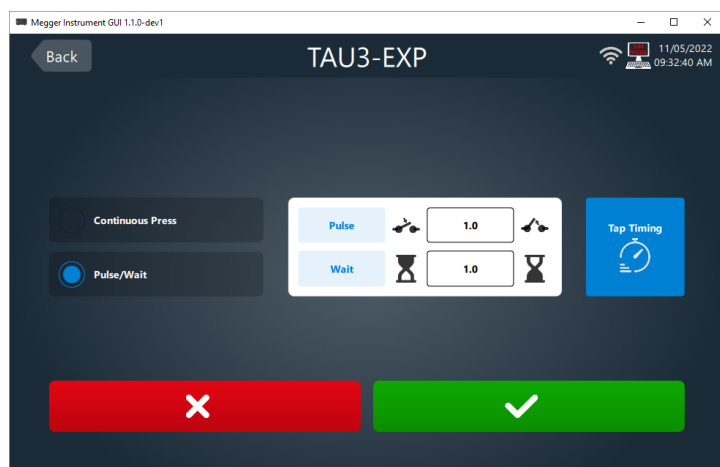 Megger Instrument GUI 1.1.0-dev1
Back
TAU3-EXP
11/05/2022
09:32:40 AM
Continuous Press
Pulse/Wait
Pulse
1.0
Wait
1.0
Tap Timing